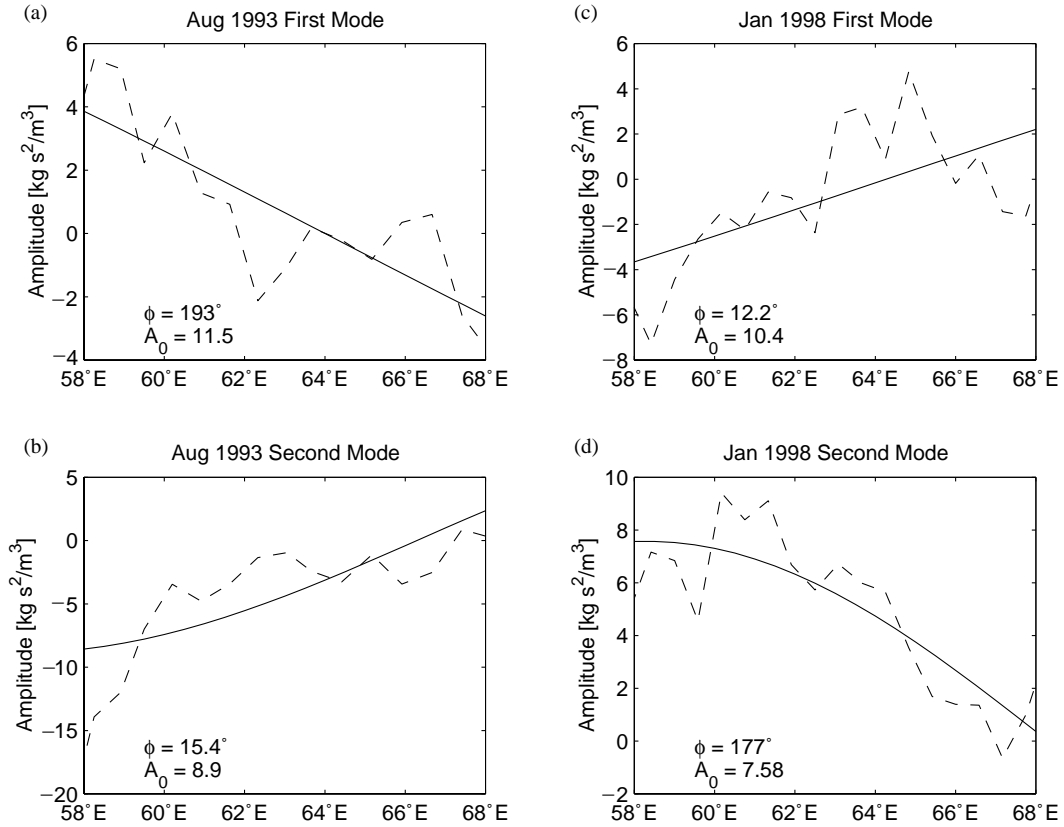 (a)
Aug 1993 First Mode
6
4
2
0
−2
−4
Amplitude [kg s²/m³]
ϕ = 193°
A₀ = 11.5
58°E 60°E 62°E 64°E 66°E 68°E
(c)
Jan 1998 First Mode
6
4
2
0
−2
−4
−6
−8
Amplitude [kg s²/m³]
ϕ = 12.2°
A₀ = 10.4
58°E 60°E 62°E 64°E 66°E 68°E
(b)
Aug 1993 Second Mode
5
0
−5
−10
−15
−20
Amplitude [kg s²/m³]
ϕ = 15.4°
A₀ = 8.9
58°E 60°E 62°E 64°E 66°E 68°E
(d)
Jan 1998 Second Mode
10
8
6
4
2
0
−2
Amplitude [kg s²/m³]
ϕ = 177°
A₀ = 7.58
58°E 60°E 62°E 64°E 66°E 68°E